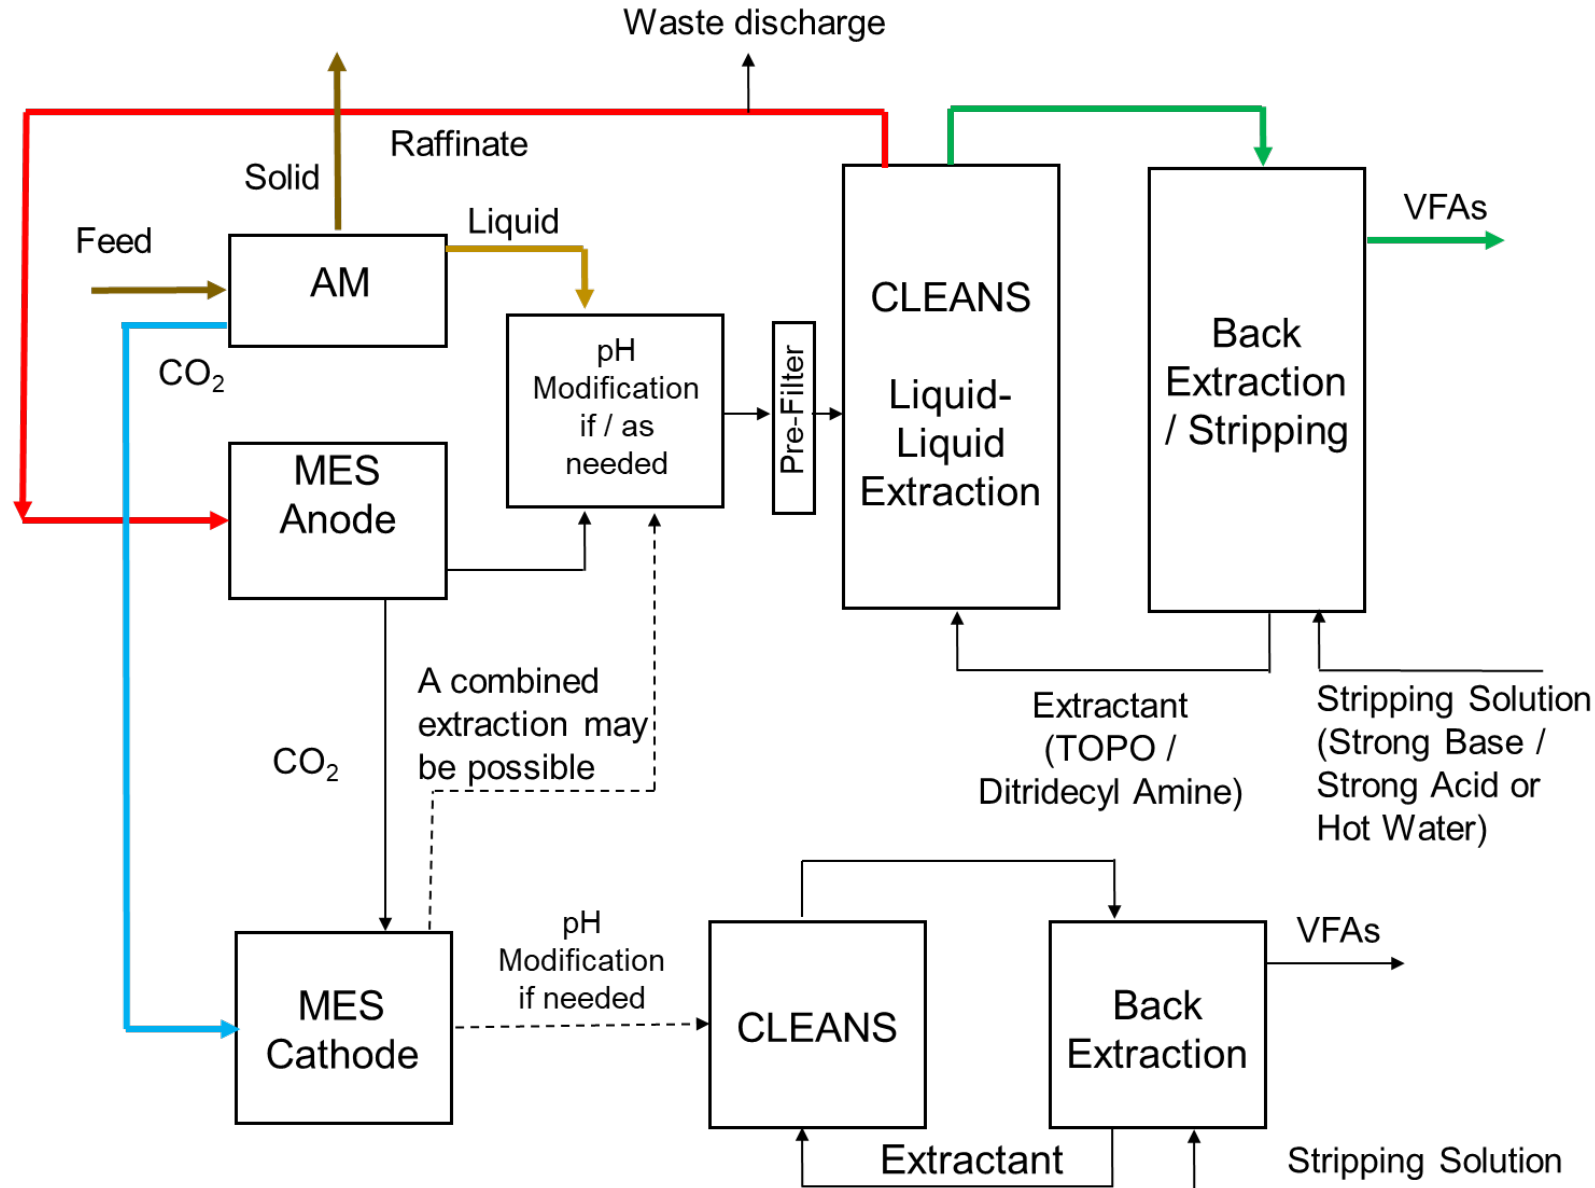 Waste discharge
Raffinate
Solid
Liquid
Feed
AM
CO₂
VFAs
pH
Modification
if / as
needed
Pre-Filter
CLEANS
Liquid-
Liquid
Extraction
Back
Extraction
/ Stripping
MES
Anode
A combined
extraction may
be possible
CO₂
Extractant
(TOPO /
Ditridecyl Amine)
Stripping Solution
(Strong Base /
Strong Acid or
Hot Water)
MES
Cathode
pH
Modification
if needed
CLEANS
Back
Extraction
VFAs
Extractant
Stripping Solution